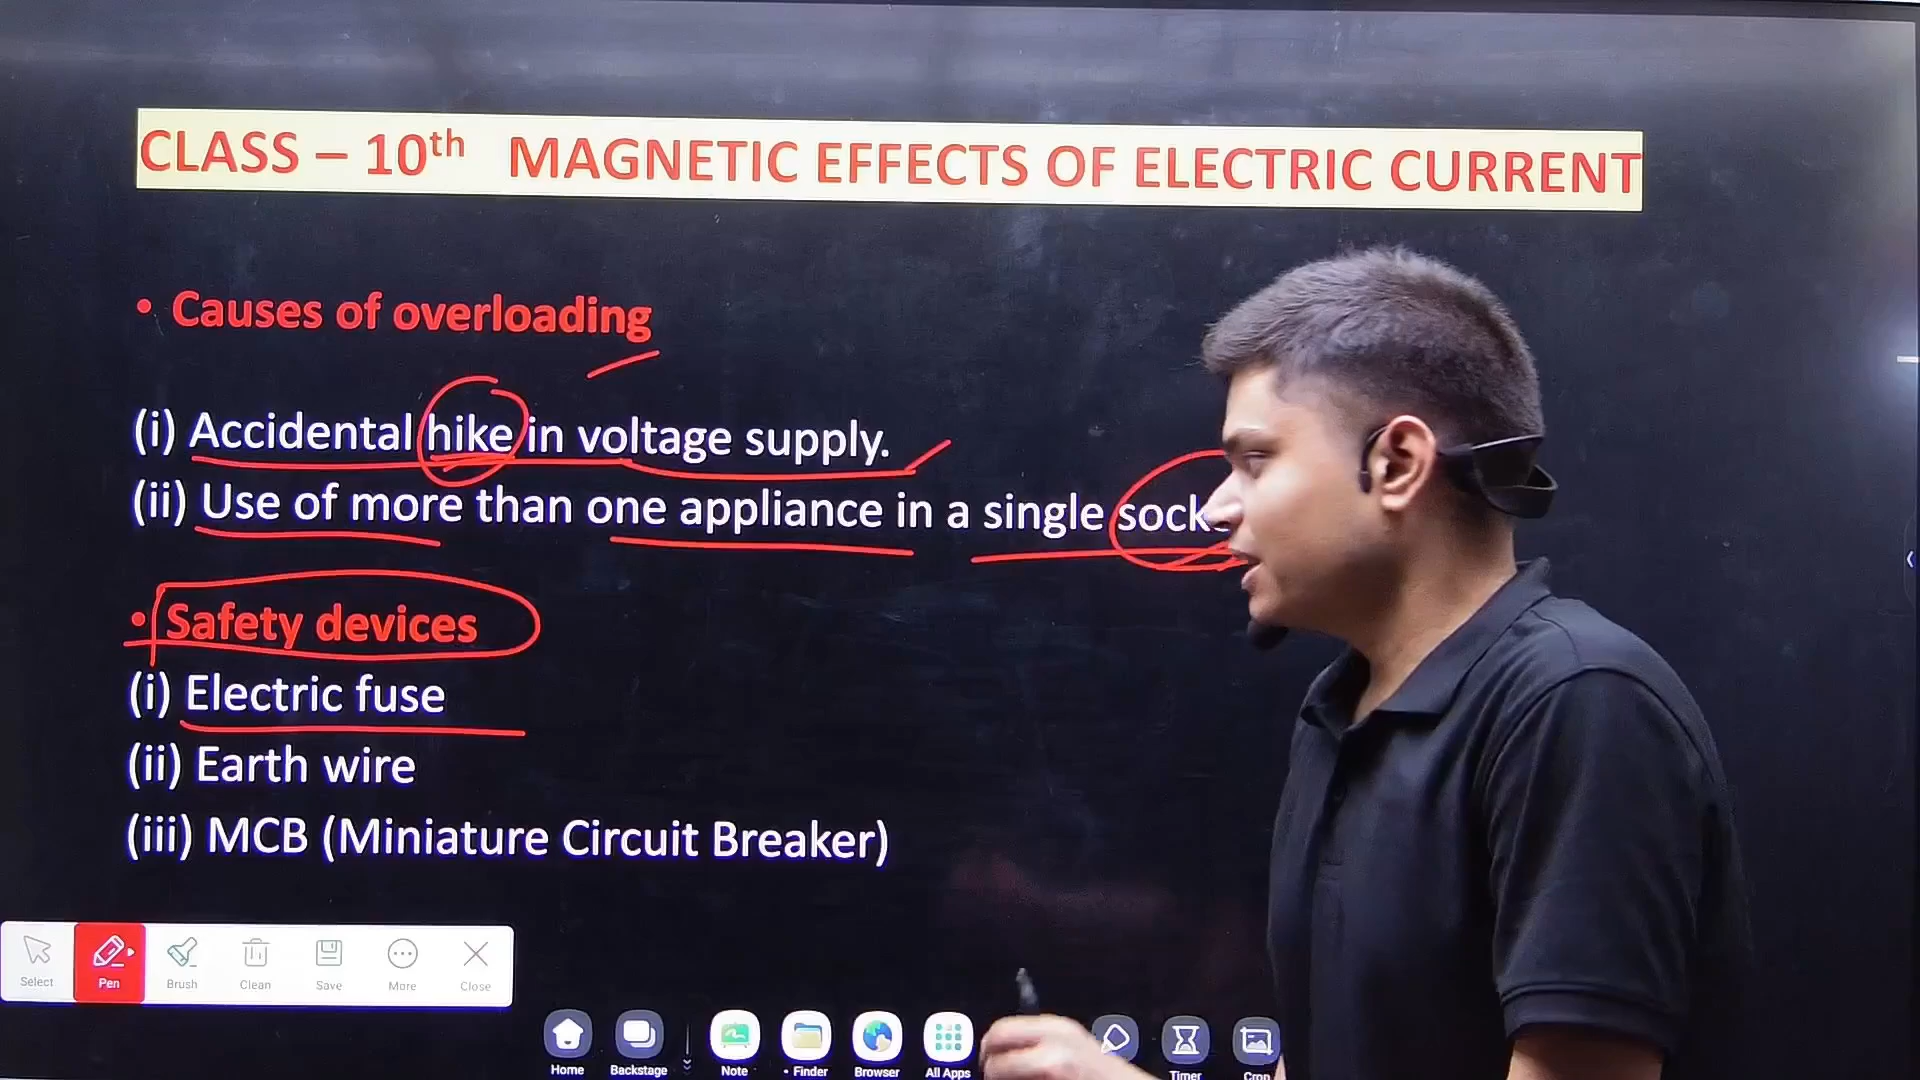 CLASS – 10th MAGNETIC EFFECTS OF ELECTRIC CURRENT
• Causes of overloading
(i) Accidental hike in voltage supply.
(ii) Use of more than one appliance in a single
• Safety devices
(i) Electric fuse
(ii) Earth wire
(iii) MCB (Miniature Circuit Breaker)
Select Pen Brush Clean Save More Close
Home Backstage Note • Finder Browser All Apps Timer Crop